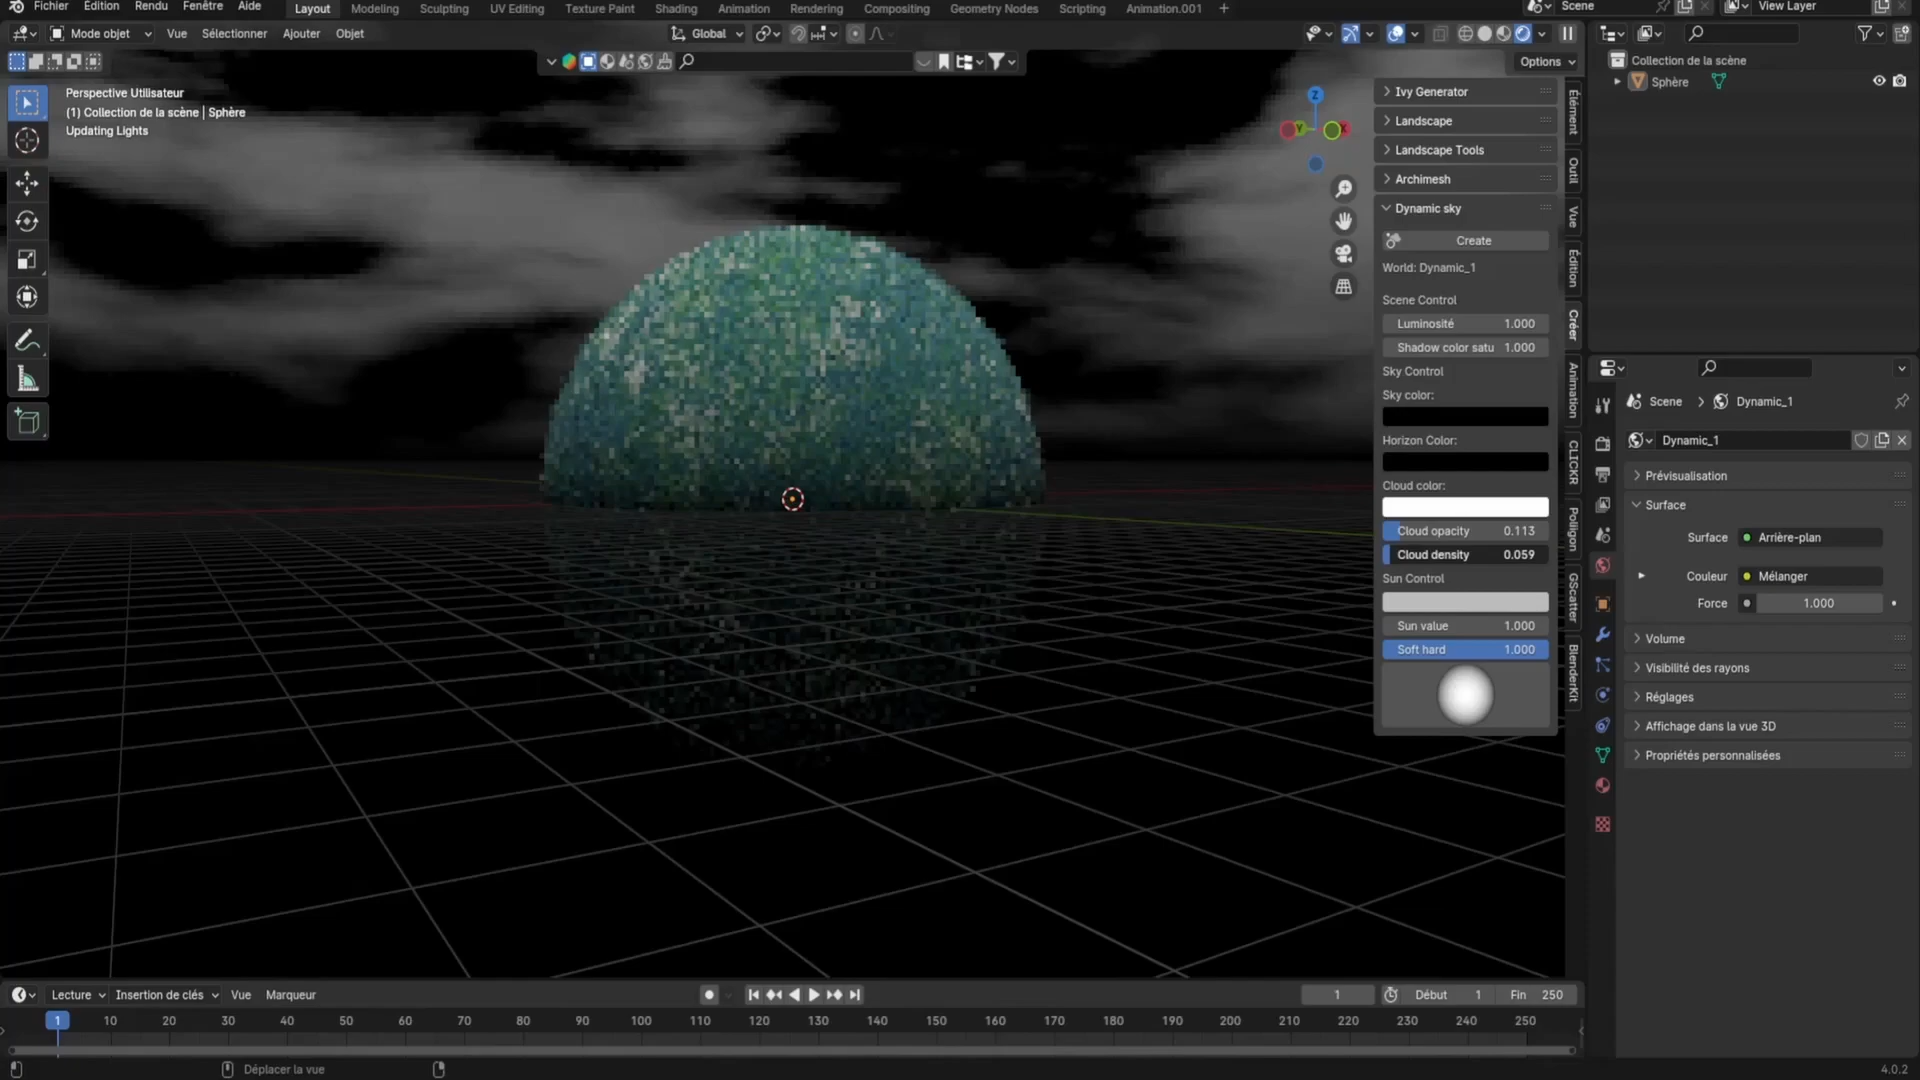 Fichier Édition Rendu Fenêtre Aide Layout Modeling Sculpting UV Editing Texture Paint Shading Animation Rendering Compositing Geometry Nodes Scripting Animation.001 + Scene View Layer
Mode objet Vue Sélectionner Ajouter Objet Global
Options
Perspective Utilisateur
(1) Collection de la scène | Sphère
Updating Lights
Z
Y
X
Ivy Generator
Landscape
Landscape Tools
Archimesh
Dynamic sky
Create
World: Dynamic_1
Scene Control
Luminosité 1.000
Shadow color satu 1.000
Sky Control
Sky color:
Horizon Color:
Cloud color:
Cloud opacity 0.113
Cloud density 0.059
Sun Control
Sun value 1.000
Soft hard 1.000
Élément
Outil
Vue
Édition
Créer
Animation
CLICKR
Poliigon
GScatter
BlenderKit
Collection de la scène
Sphère
Scene > Dynamic_1
Dynamic_1
Prévisualisation
Surface
Surface Arrière-plan
Couleur Mélanger
Force 1.000
Volume
Visibilité des rayons
Réglages
Affichage dans la vue 3D
Propriétés personnalisées
Lecture Insertion de clés Vue Marqueur 1 Début 1 Fin 250
1 10 20 30 40 50 60 70 80 90 100 110 120 130 140 150 160 170 180 190 200 210 220 230 240 250
Déplacer la vue 4.0.2